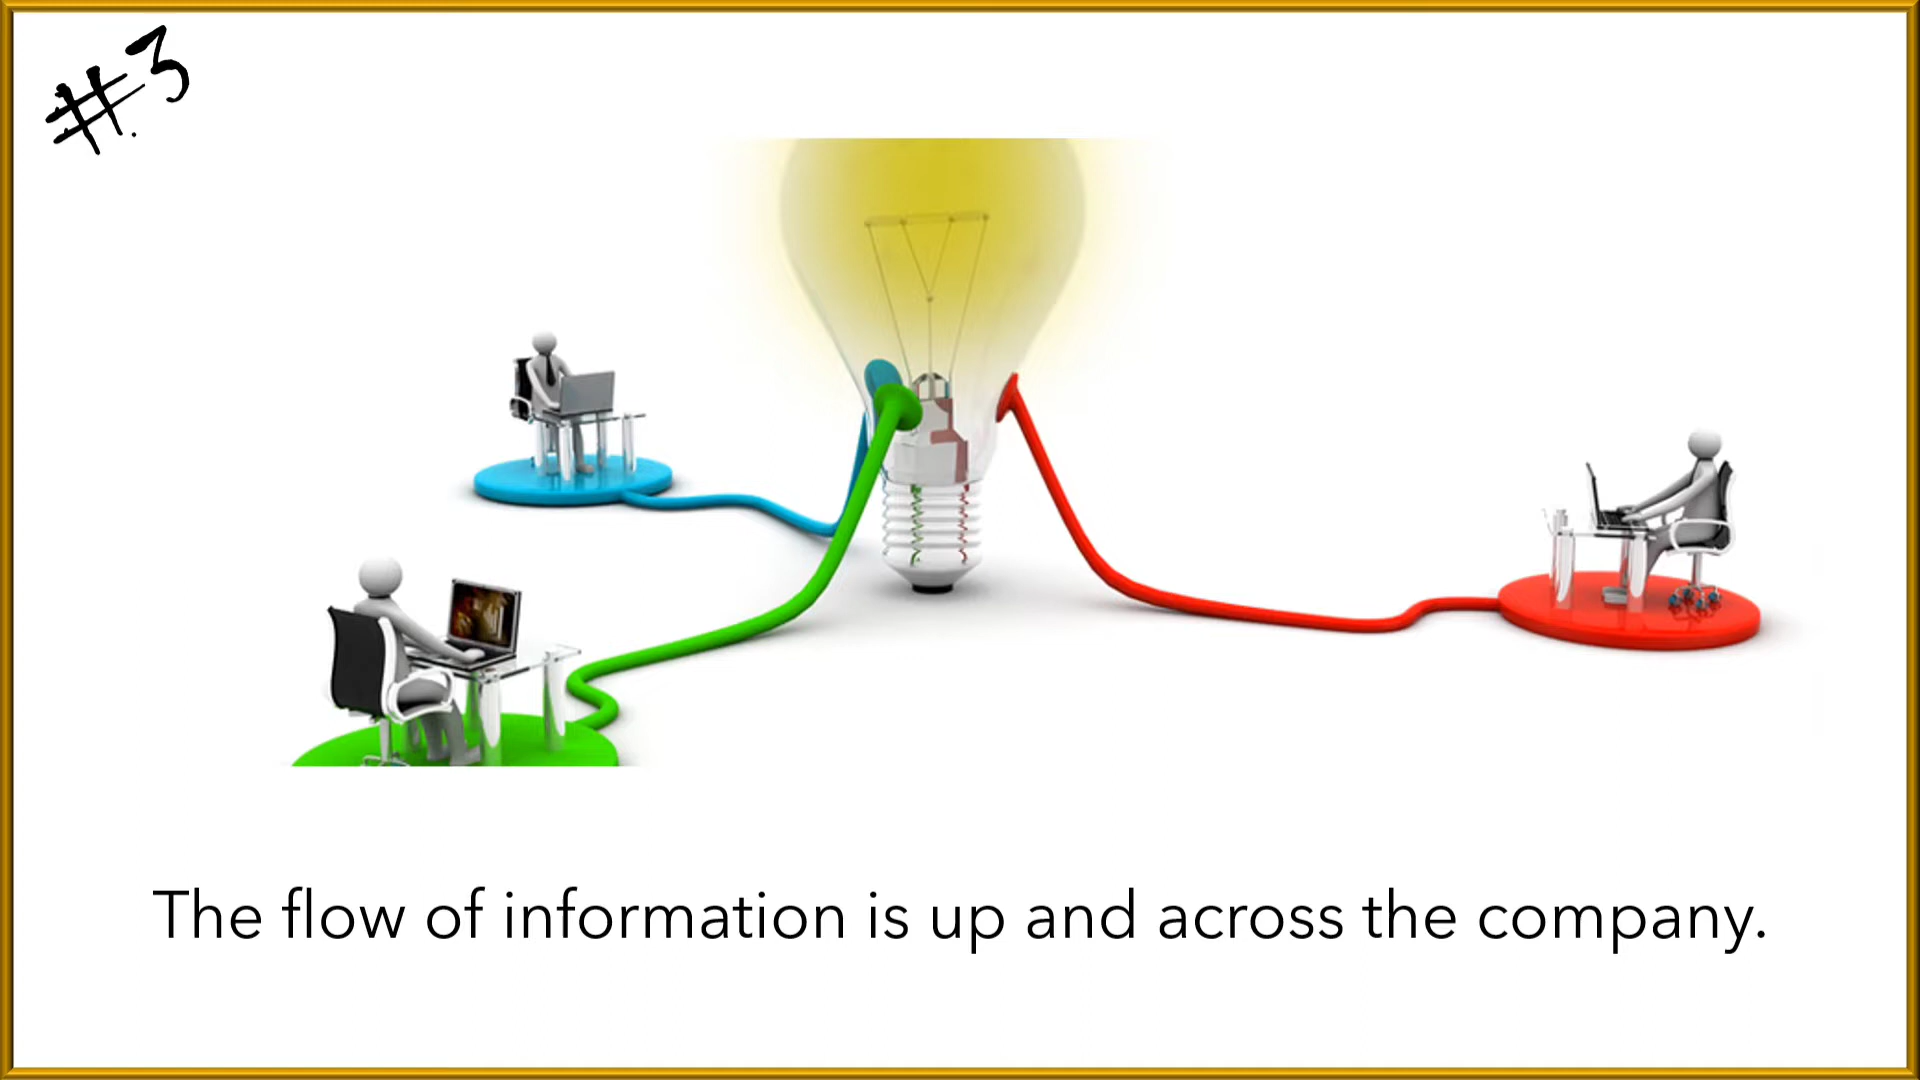 #.3
The flow of information is up and across the company.